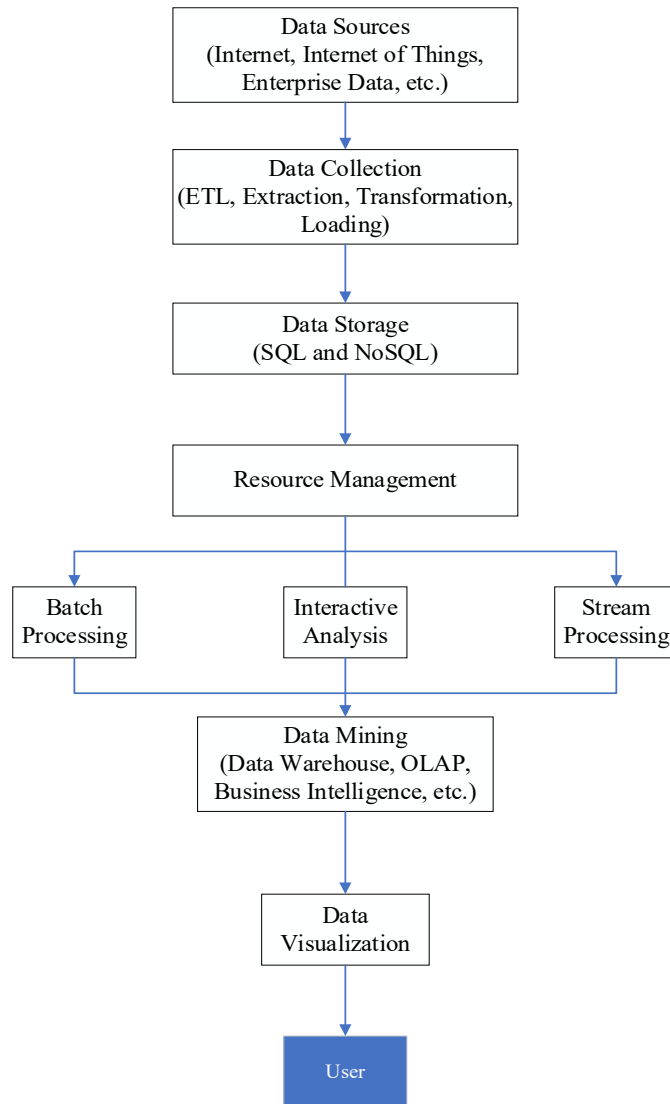 Data Sources
(Internet, Internet of Things,
Enterprise Data, etc.)
Data Collection
(ETL, Extraction, Transformation,
Loading)
Data Storage
(SQL and NoSQL)
Resource Management
Batch
Processing
Interactive
Analysis
Stream
Processing
Data Mining
(Data Warehouse, OLAP,
Business Intelligence, etc.)
Data
Visualization
User